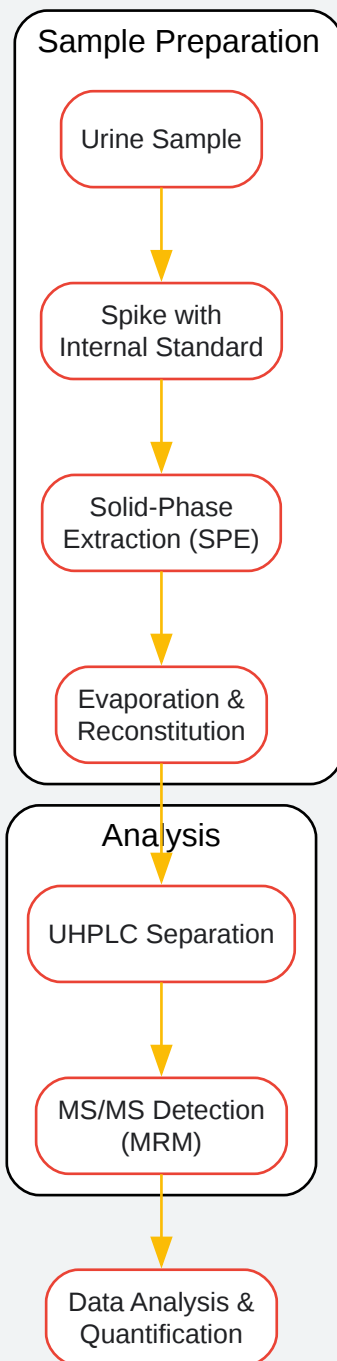 Sample Preparation
Urine Sample
Spike with
Internal Standard
Solid-Phase
Extraction (SPE)
Evaporation &
Reconstitution
Analysis
UHPLC Separation
MS/MS Detection
(MRM)
Data Analysis &
Quantification